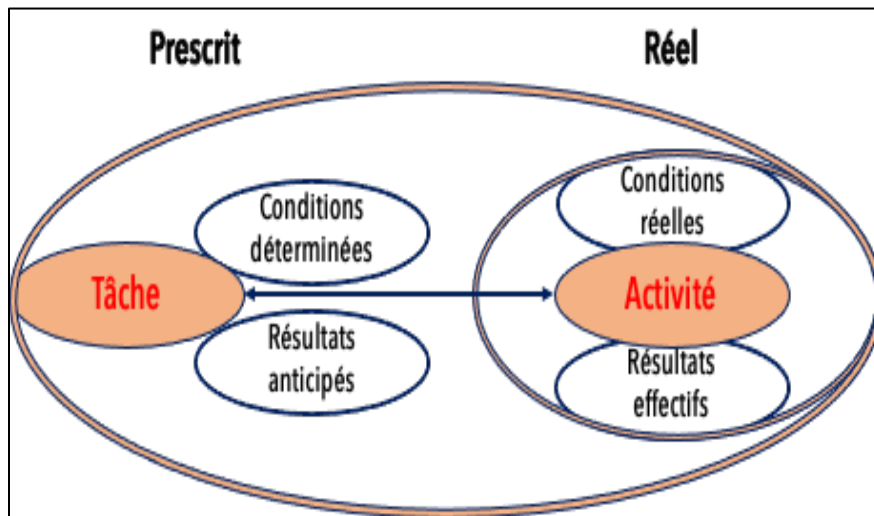 Prescrit
Réel
Conditions
déterminées
Tâche
Résultats
anticipés
Conditions
réelles
Activité
Résultats
effectifs